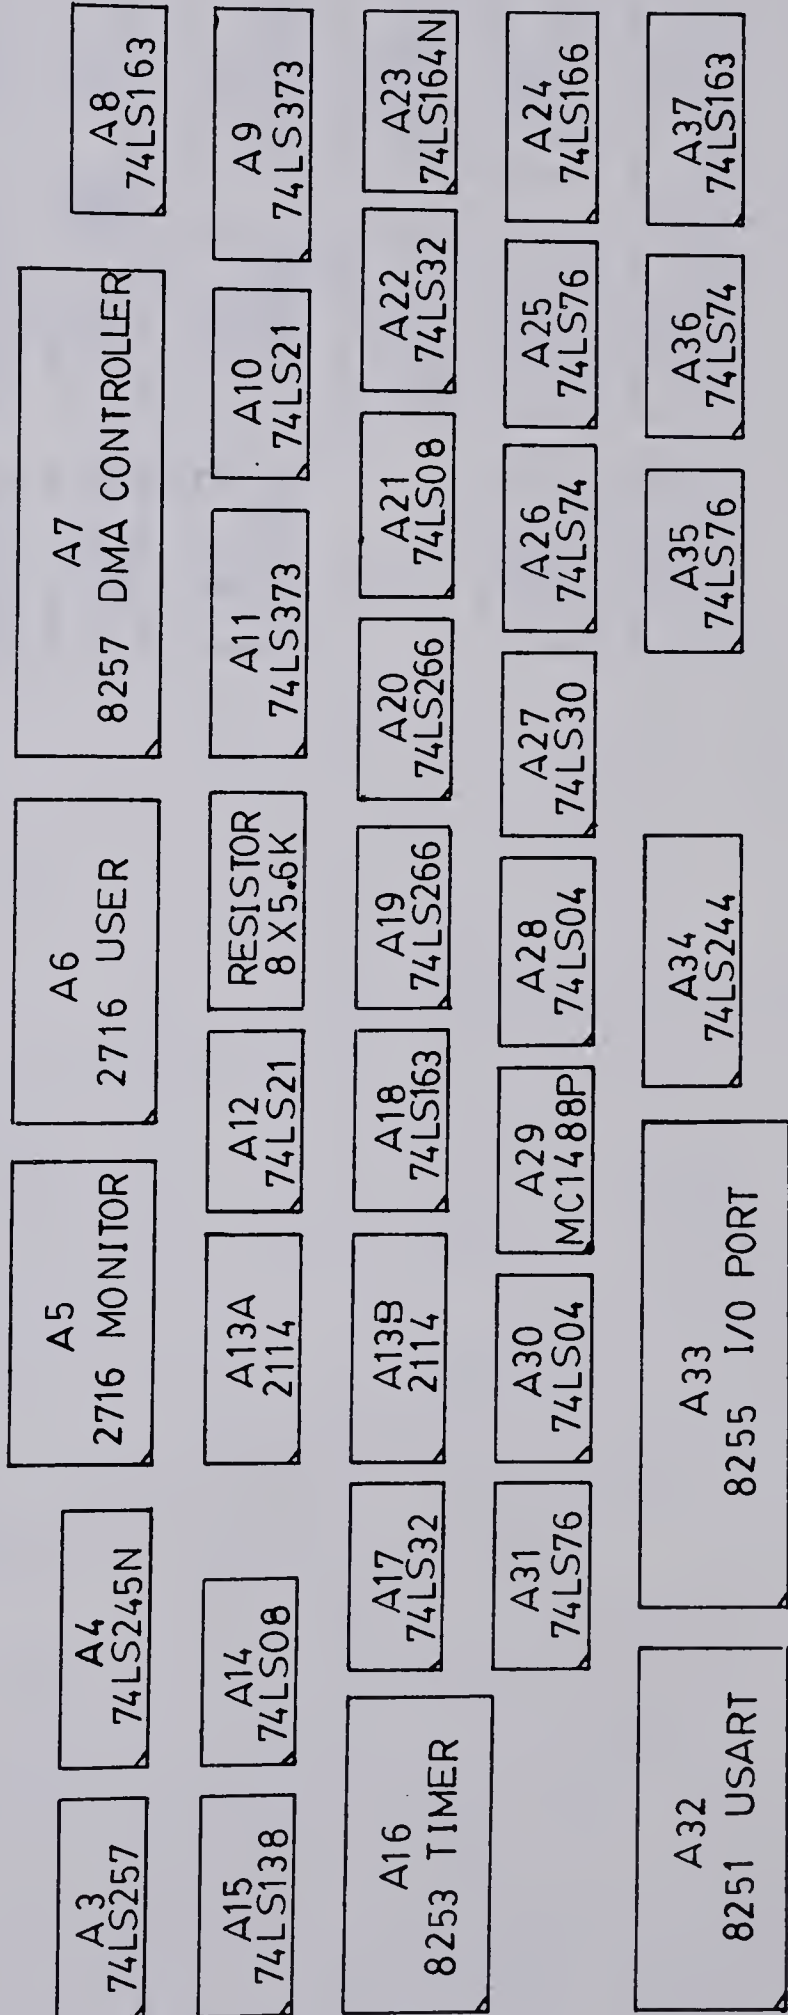 A3
74LS257
A4
74LS245N
A5
2716 MONITOR
A6
2716 USER
A7
8257 DMA CONTROLLER
A8
74LS163
A15
74LS138
A14
74LS08
A13A
2114
A12
74LS21
RESISTOR
8 X 5.6K
A11
74LS373
A10
74LS21
A9
74LS373
A16
8253 TIMER
A17
74LS32
A13B
2114
A18
74LS163
A19
74LS266
A20
74LS266
A21
74LS08
A22
74LS32
A23
74LS164N
A31
74LS76
A30
74LS04
A29
MC1488P
A28
74LS04
A27
74LS30
A26
74LS74
A25
74LS76
A24
74LS166
A32
8251 USART
A33
8255 I/O PORT
A34
74LS244
A35
74LS76
A36
74LS74
A37
74LS163